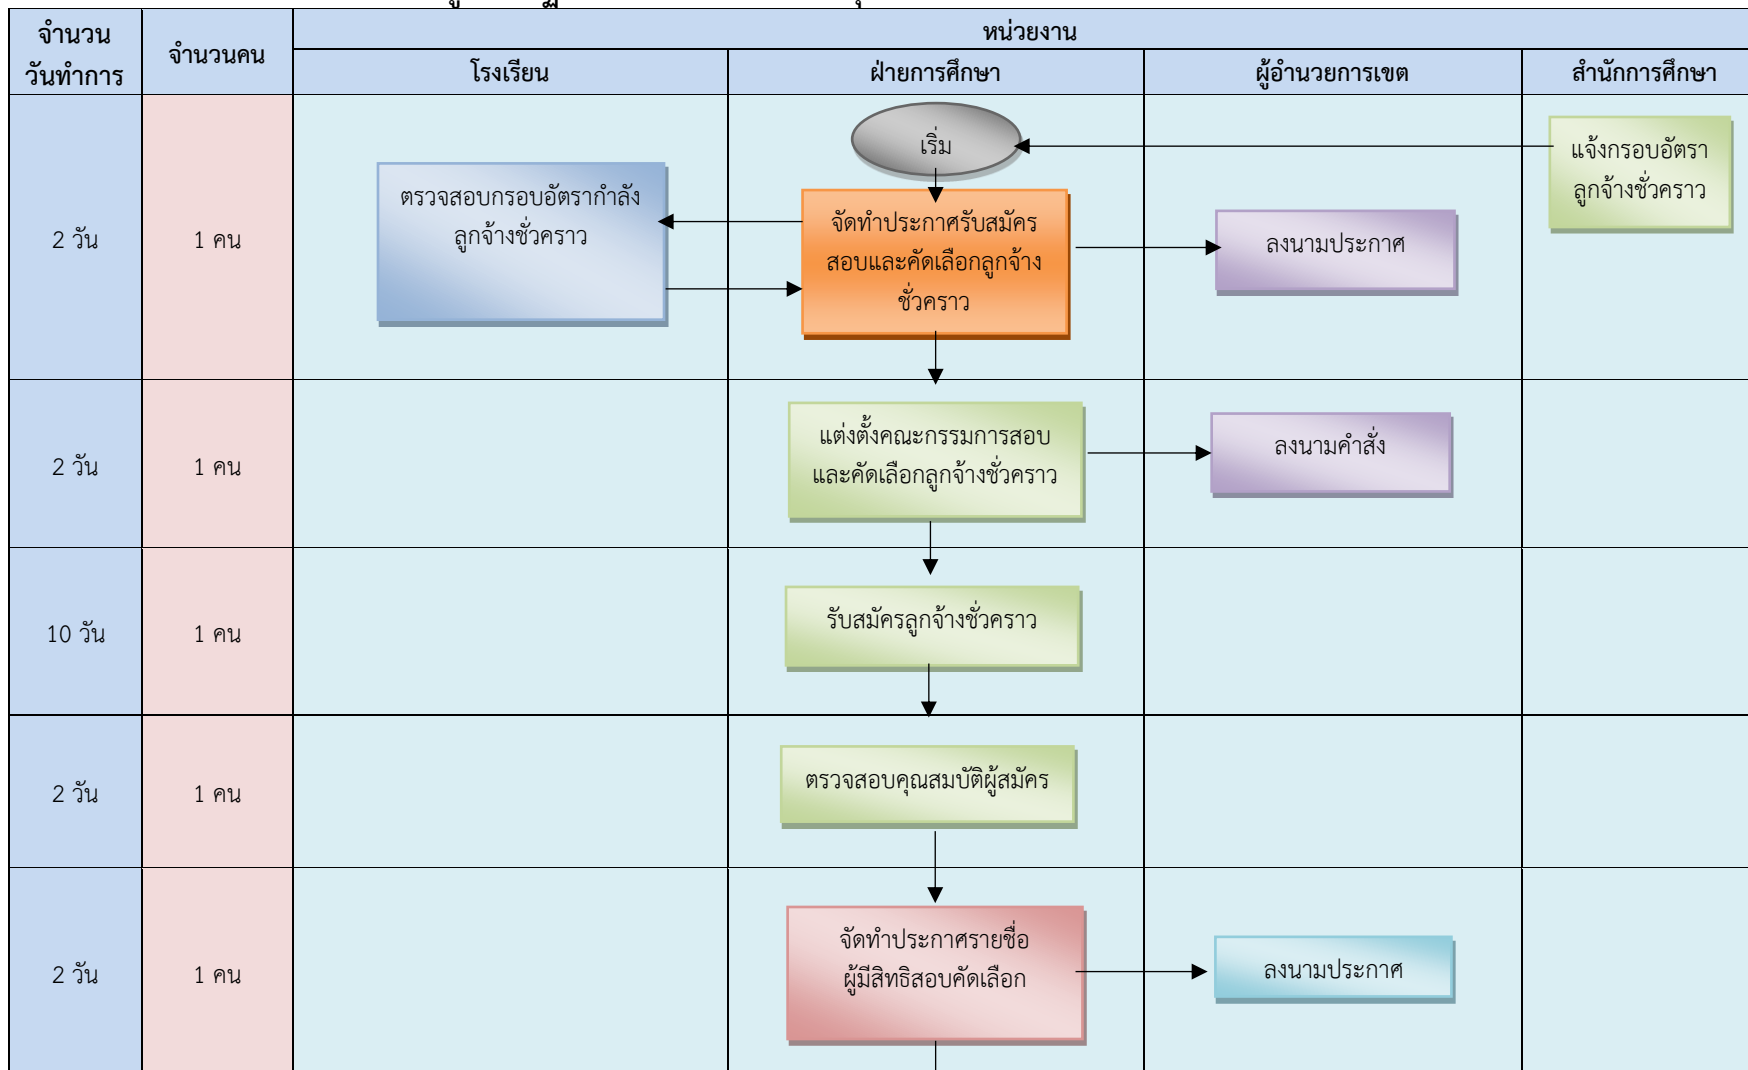 จำนวน
วันทำการ
จำนวนคน
หน่วยงาน
โรงเรียน
ฝ่ายการศึกษา
ผู้อำนวยการเขต
สำนักการศึกษา
2 วัน
1 คน
ตรวจสอบกรอบอัตรากำลัง
ลูกจ้างชั่วคราว
เริ่ม
จัดทำประกาศรับสมัคร
สอบและคัดเลือกลูกจ้าง
ชั่วคราว
ลงนามประกาศ
แจ้งกรอบอัตรา
ลูกจ้างชั่วคราว
2 วัน
1 คน
แต่งตั้งคณะกรรมการสอบ
และคัดเลือกลูกจ้างชั่วคราว
ลงนามคำสั่ง
10 วัน
1 คน
รับสมัครลูกจ้างชั่วคราว
2 วัน
1 คน
ตรวจสอบคุณสมบัติผู้สมัคร
2 วัน
1 คน
จัดทำประกาศรายชื่อ
ผู้มีสิทธิสอบคัดเลือก
ลงนามประกาศ